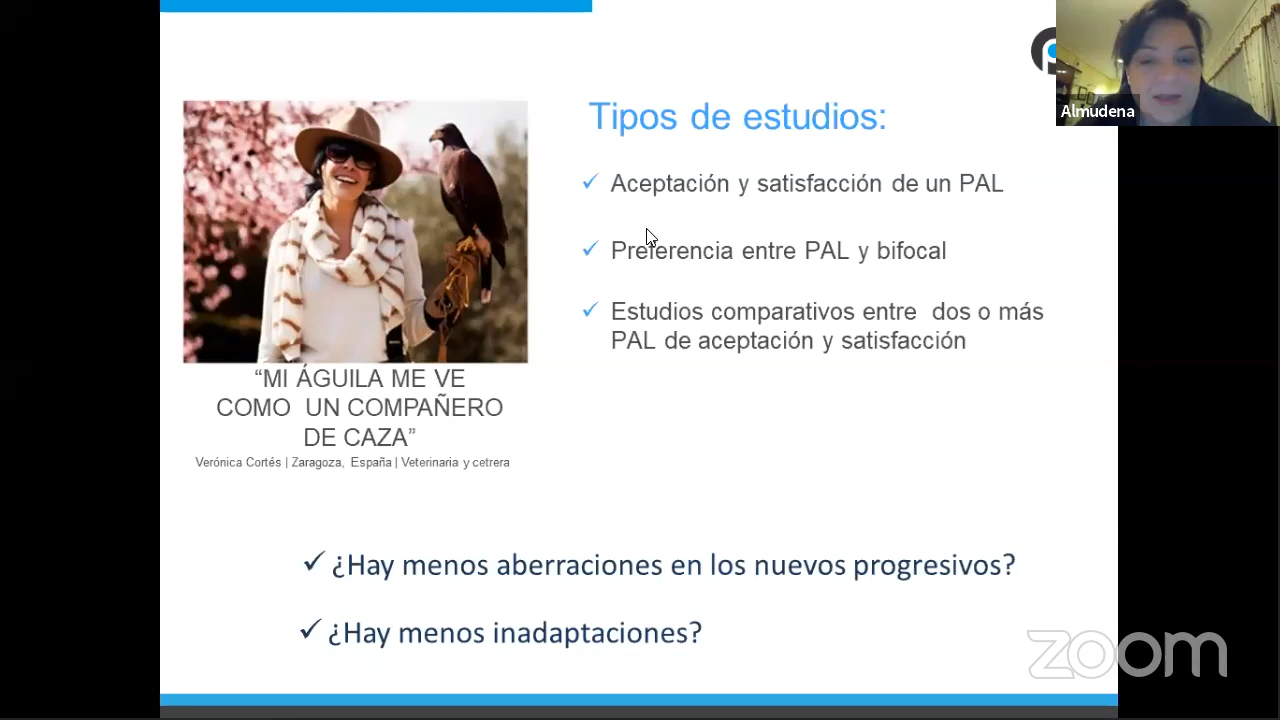 Tipos de estudios:
Almudena
✓ Aceptación y satisfacción de un PAL
✓ Preferencia entre PAL y bifocal
✓ Estudios comparativos entre dos o más
PAL de aceptación y satisfacción
“MI ÁGUILA ME VE
COMO UN COMPAÑERO
DE CAZA”
Verónica Cortés | Zaragoza, España | Veterinaria y cetrera
✓ ¿Hay menos aberraciones en los nuevos progresivos?
✓ ¿Hay menos inadaptaciones?
zoom